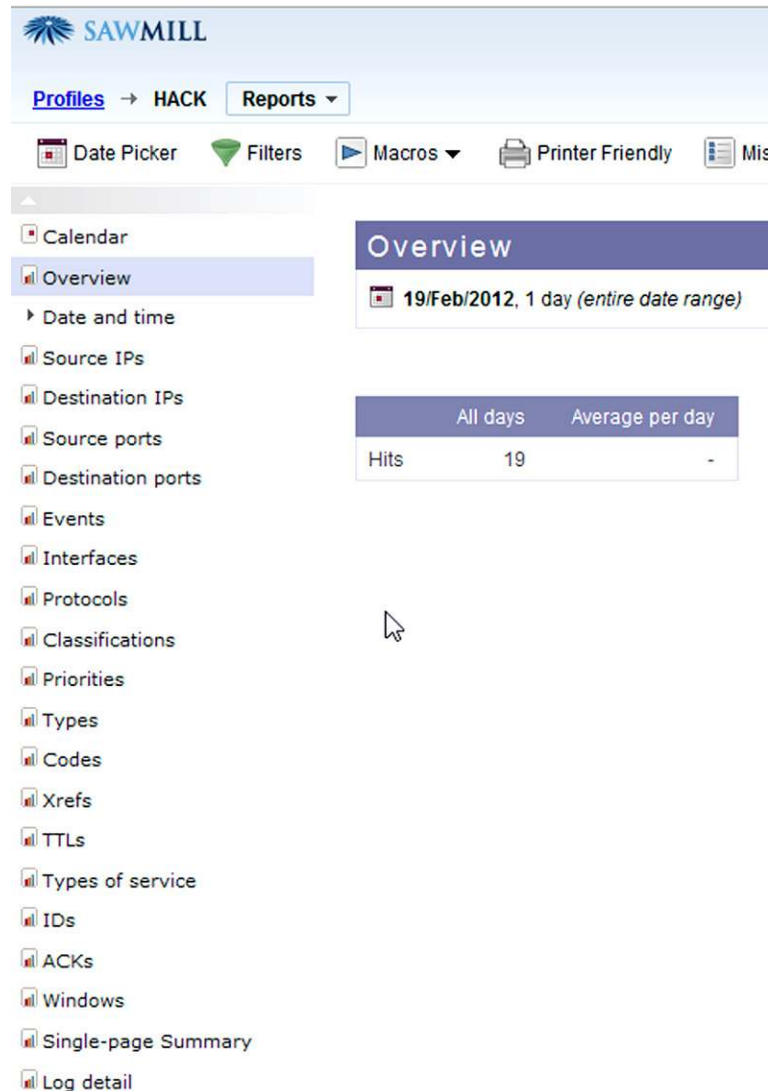 SAWMILL
Profiles → HACK Reports
Date Picker Filters Macros Printer Friendly Mis
Calendar
Overview
Date and time
Source IPs
Destination IPs
Source ports
Destination ports
Events
Interfaces
Protocols
Classifications
Priorities
Types
Codes
Xrefs
TTLs
Types of service
IDs
ACKs
Windows
Single-page Summary
Log detail
Overview
19/Feb/2012, 1 day (entire date range)
All days Average per day
Hits 19 -